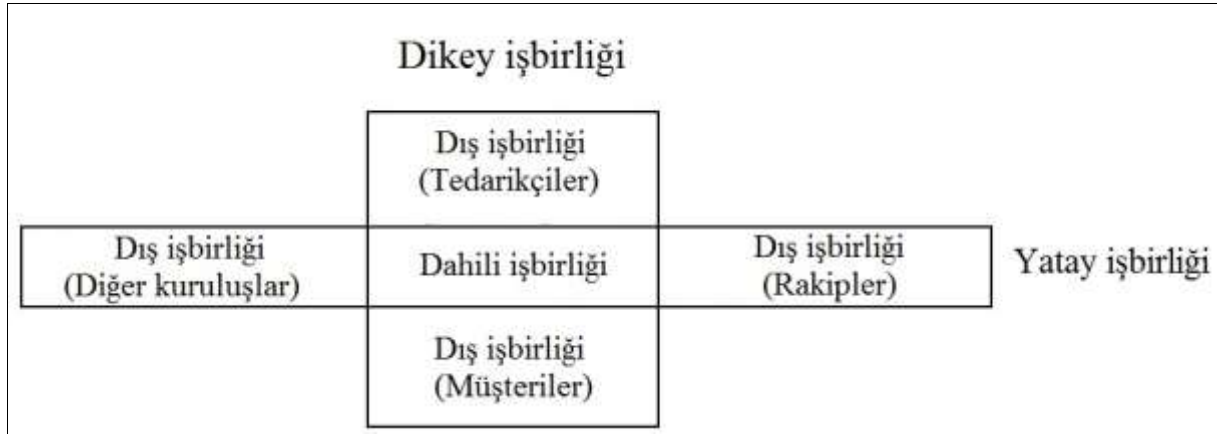 Dikey işbirliği
Dış işbirliği
(Tedarikçiler)
Dış işbirliği
(Diğer kuruluşlar)
Dahili işbirliği
Dış işbirliği
(Rakipler)
Yatay işbirliği
Dış işbirliği
(Müşteriler)